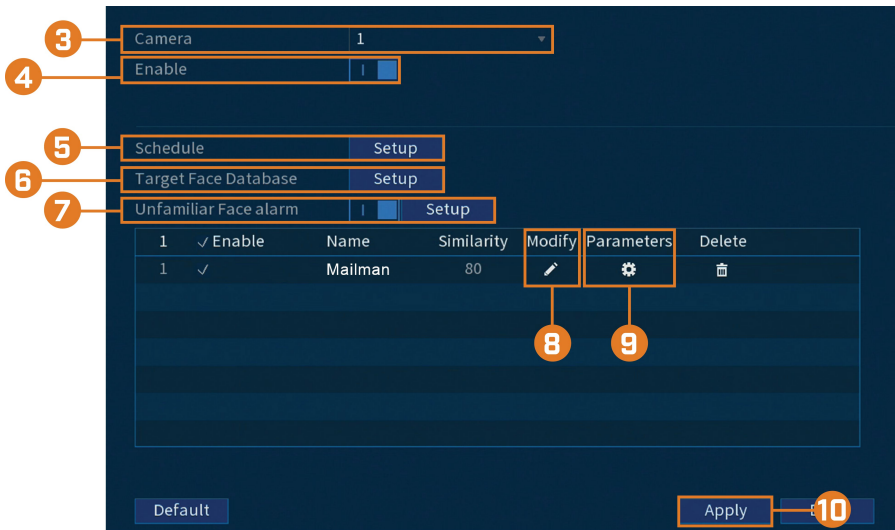 3 Camera 1
4 Enable
5 Schedule Setup
6 Target Face Database Setup
7 Unfamiliar Face alarm Setup
1 ✓ Enable Name Similarity Modify Parameters Delete
1 ✓ Mailman 80
8 9
Default Apply 10